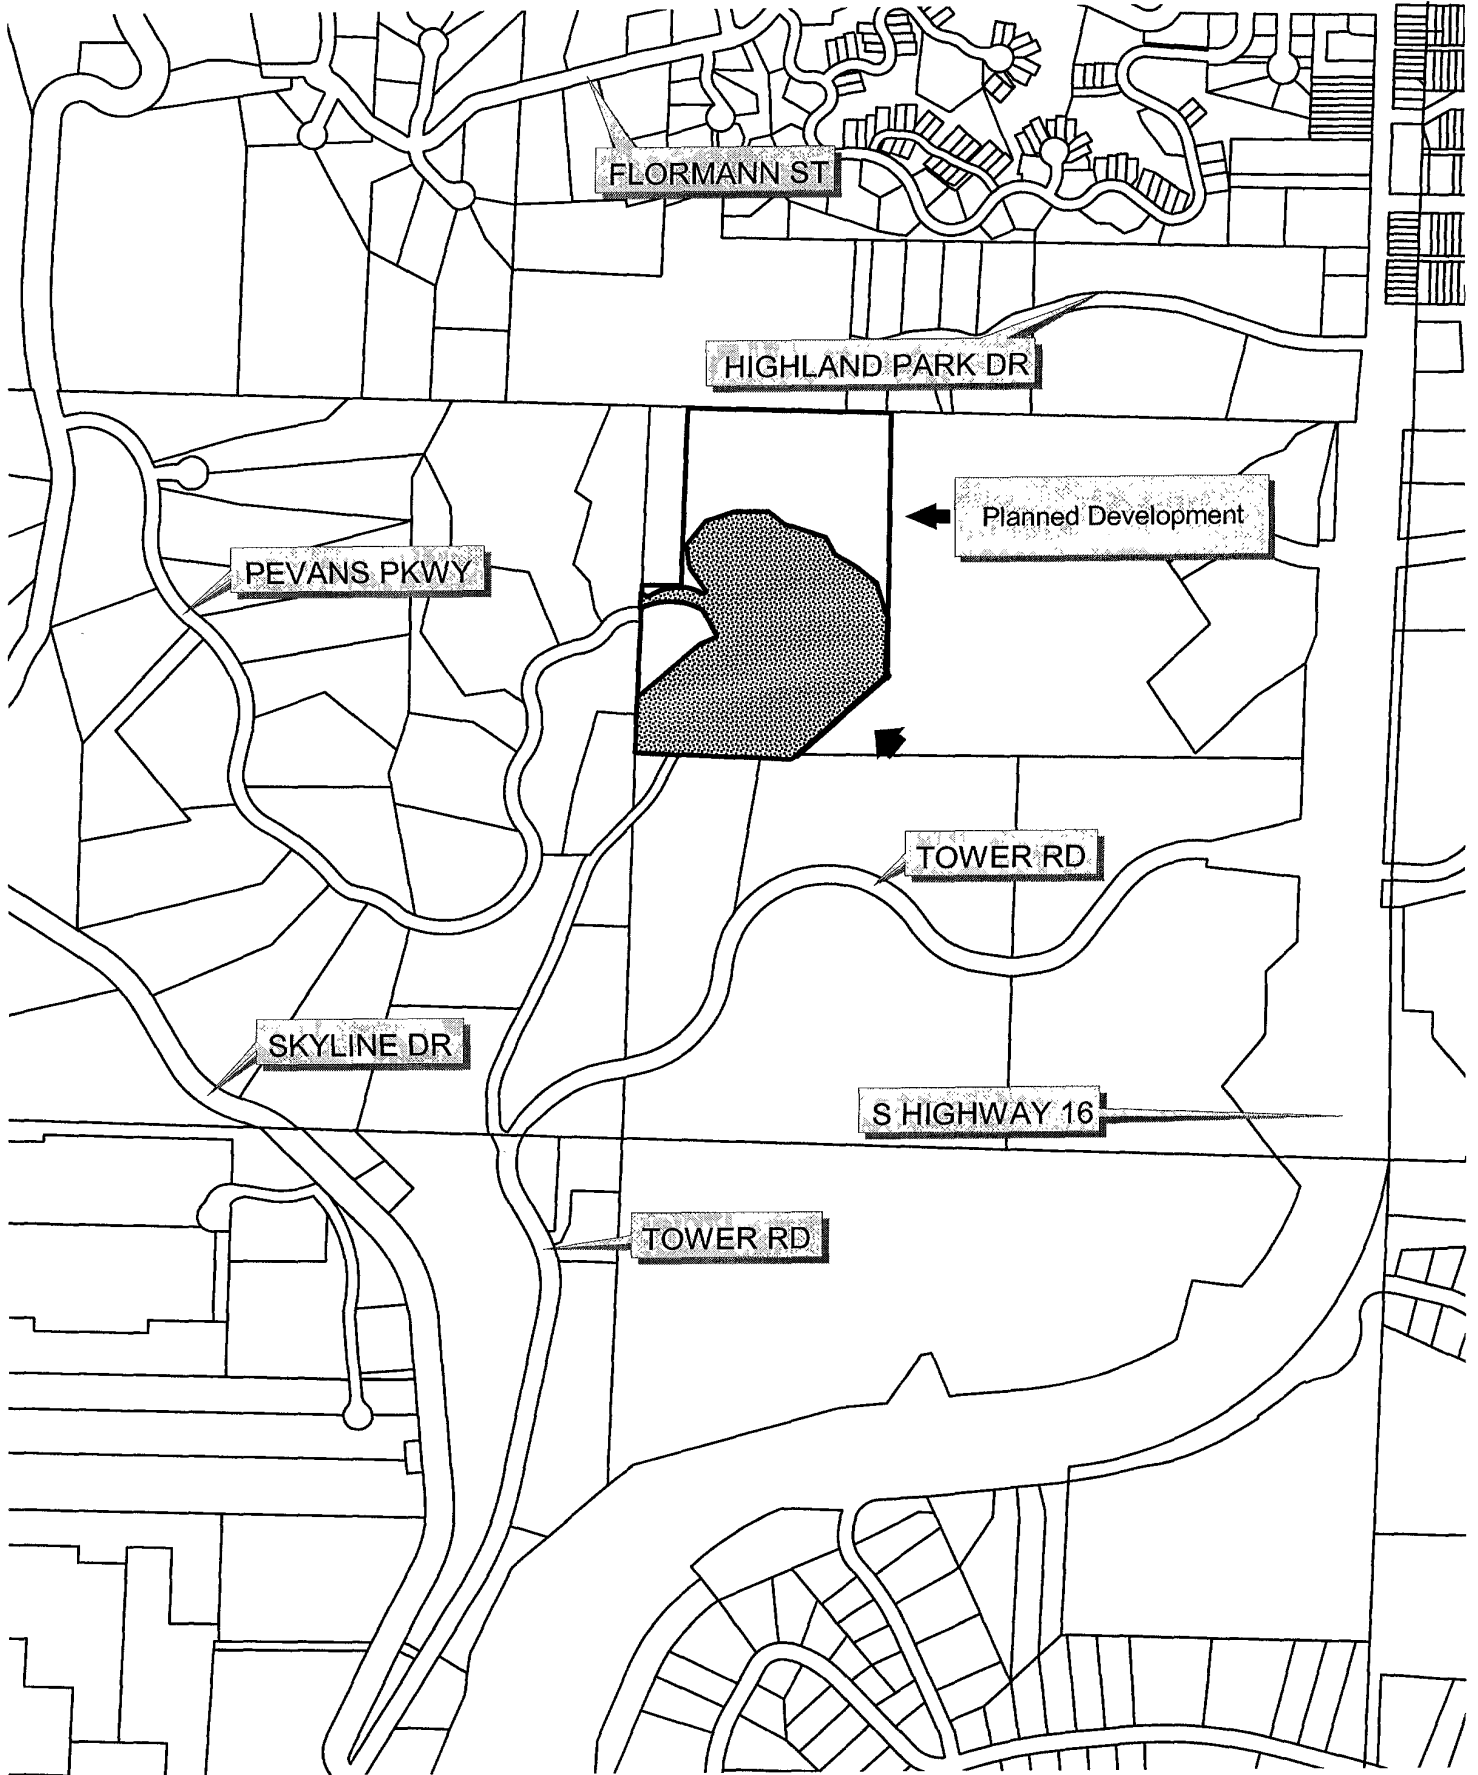 FLORMANN ST
HIGHLAND PARK DR
Planned Development
PEVANS PKWY
TOWER RD
SKYLINE DR
S HIGHWAY 16
TOWER RD